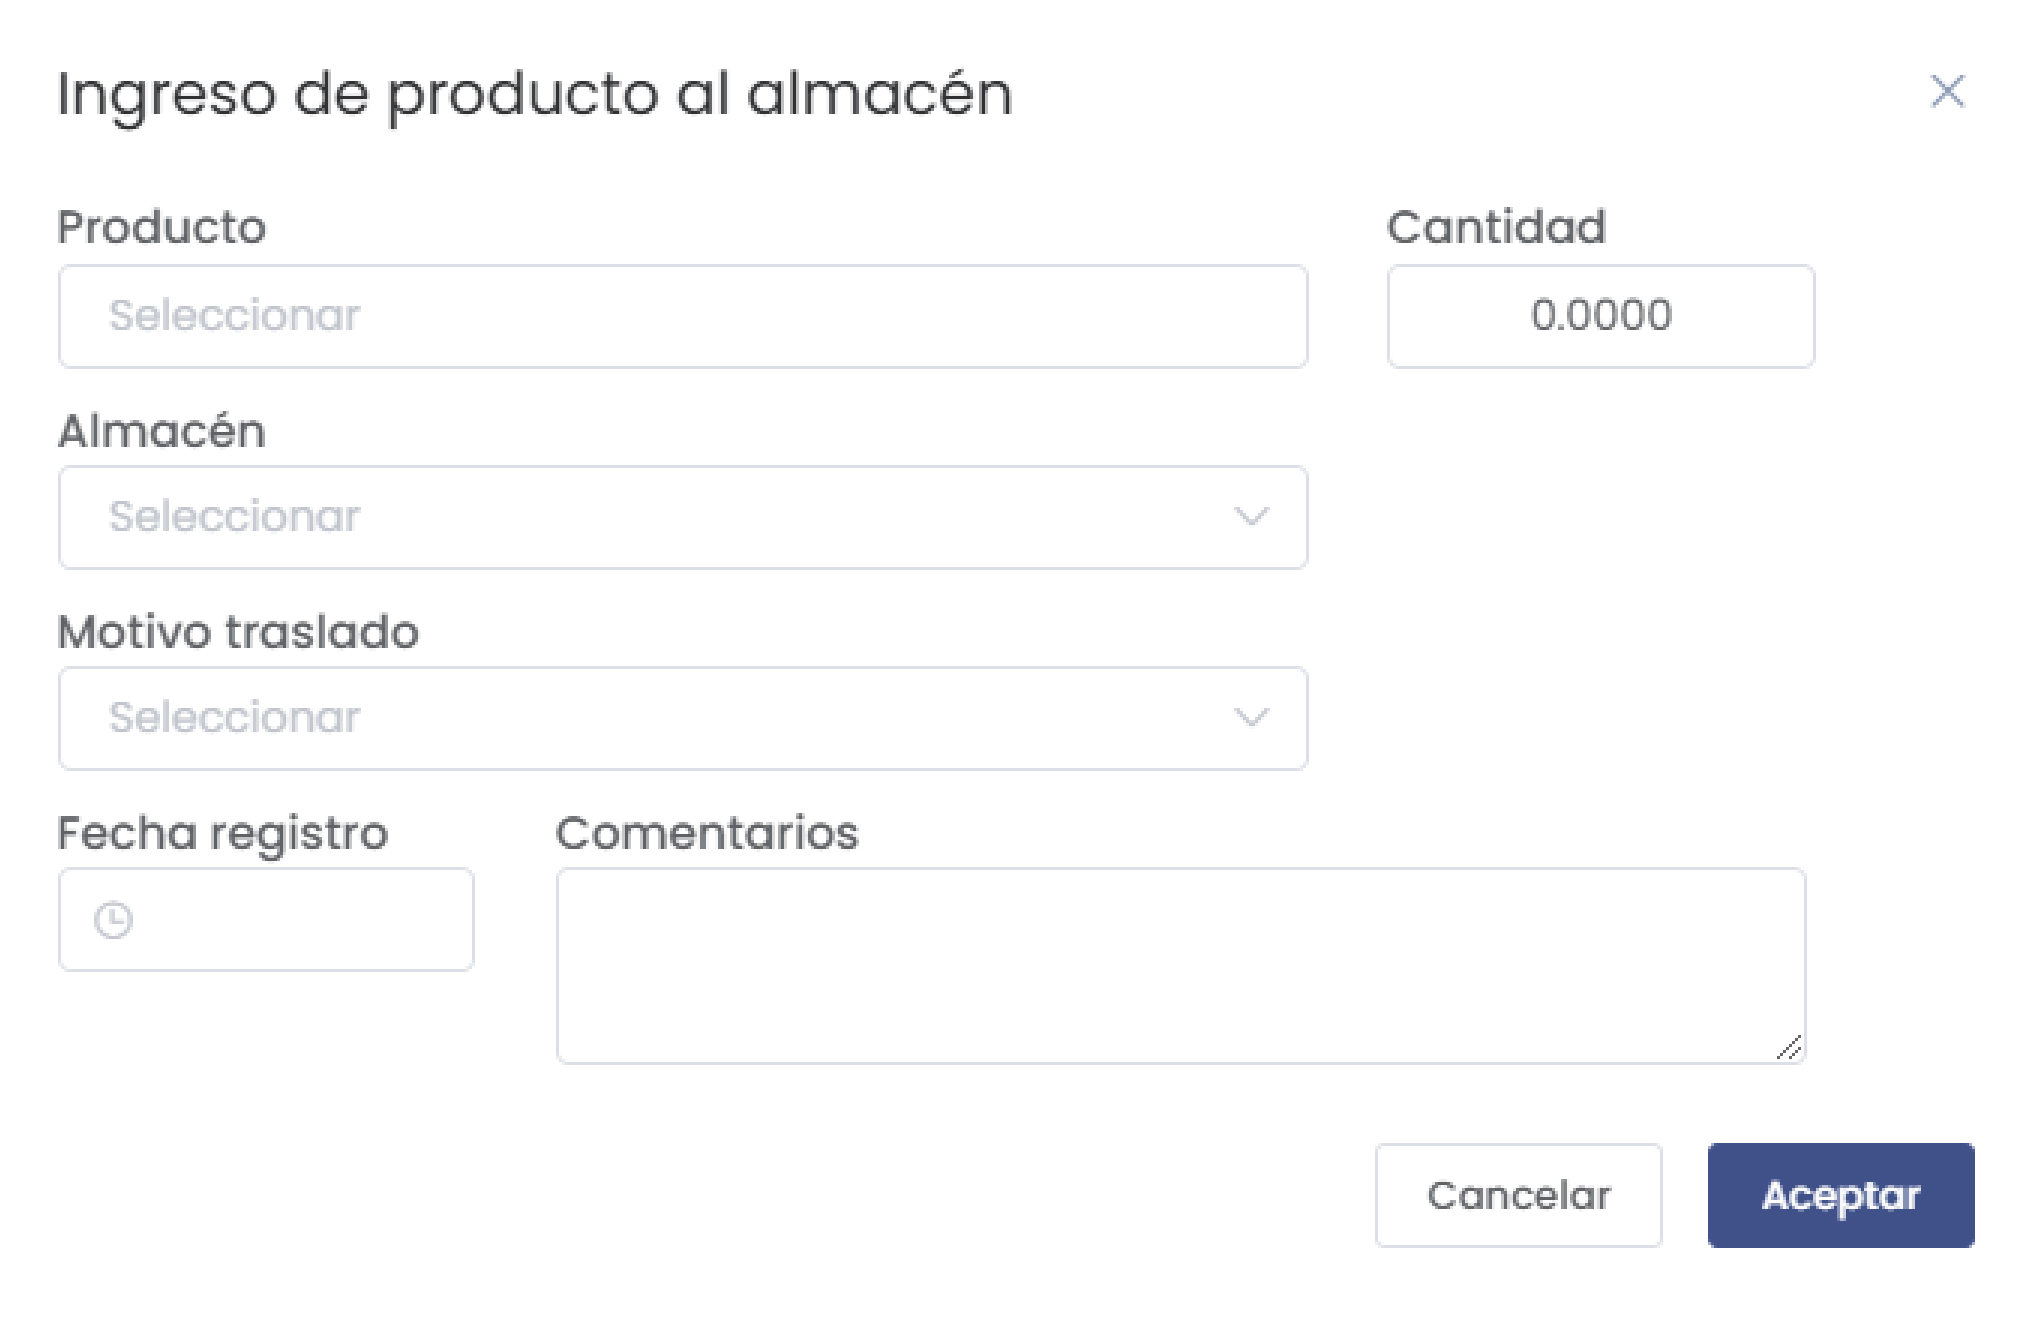 Ingreso de producto al almacén
Producto
Cantidad
Seleccionar
0.0000
Almacén
Seleccionar
Motivo traslado
Seleccionar
Fecha registro
Comentarios
Cancelar
Aceptar